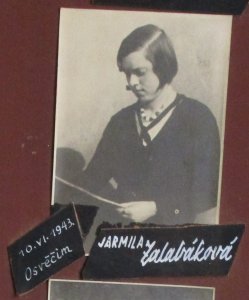 10. VI. 1943.
Osvěčim
JARMILA Zalabáková